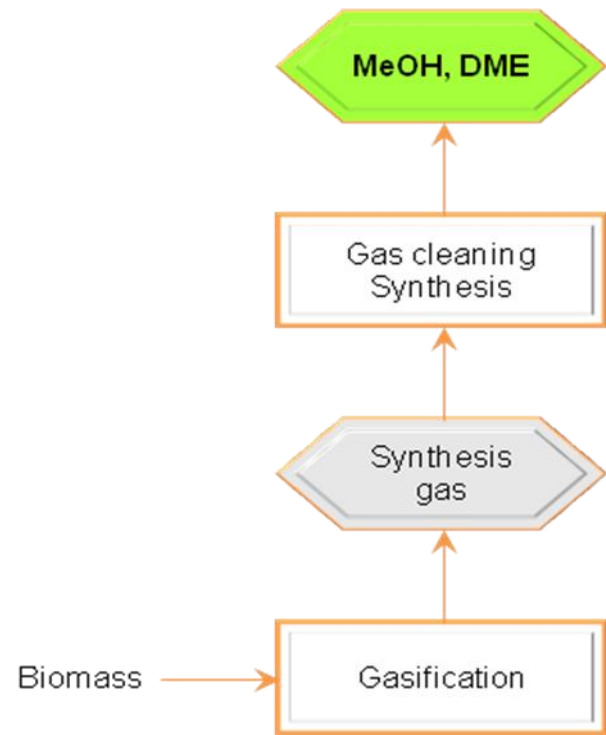 MeOH, DME
Gas cleaning
Synthesis
Synthesis
gas
Biomass
Gasification